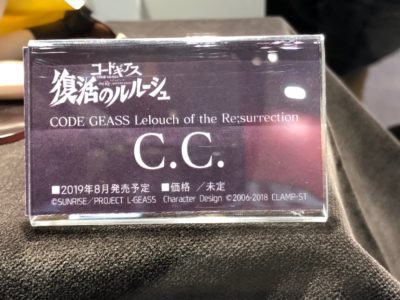 コードギアス
復活のルルーシュ
CODE GEASS Lelouch of the Re;surrection
C.C.
■2019年8月発売予定 ■価格 ／未定
©SUNRISE／PROJECT L-GEASS Character Design ©2006-2018 CLAMP・ST